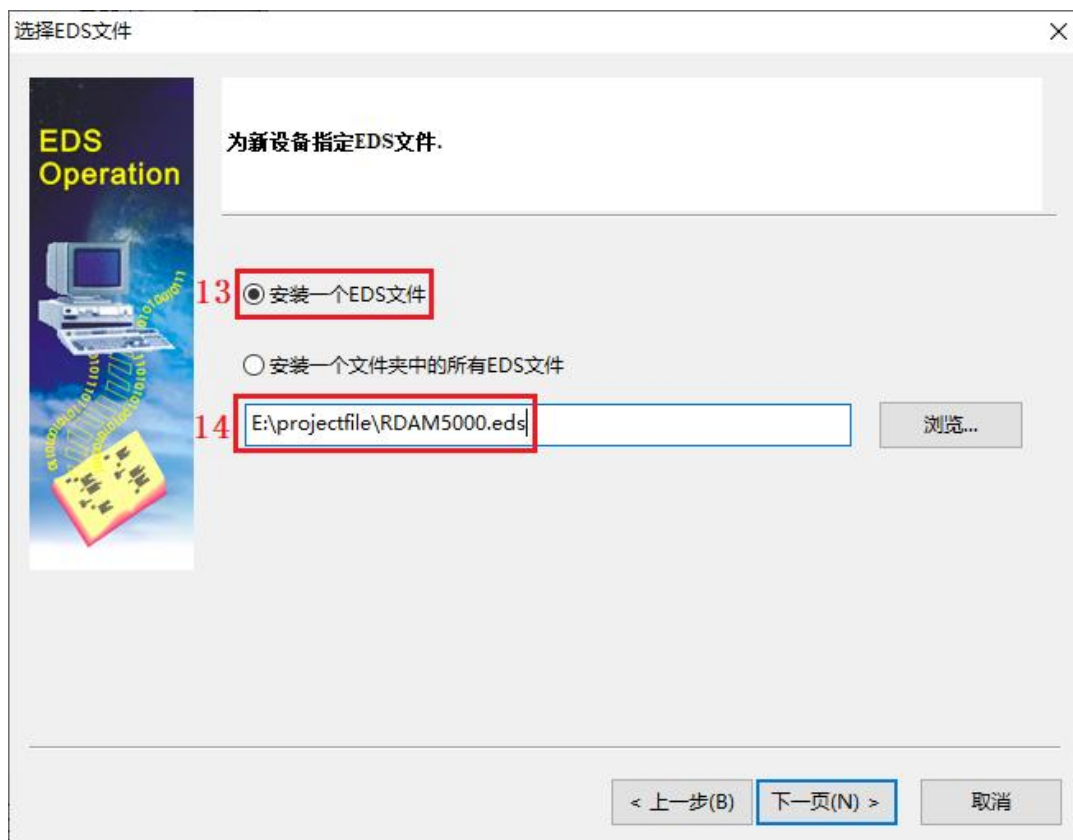 选择EDS文件
EDS
Operation
为新设备指定EDS文件.
13
安装一个EDS文件
安装一个文件夹中的所有EDS文件
14
E:\projectfile\RDAM5000.eds
浏览...
< 上一步(B)
下一页(N) >
取消